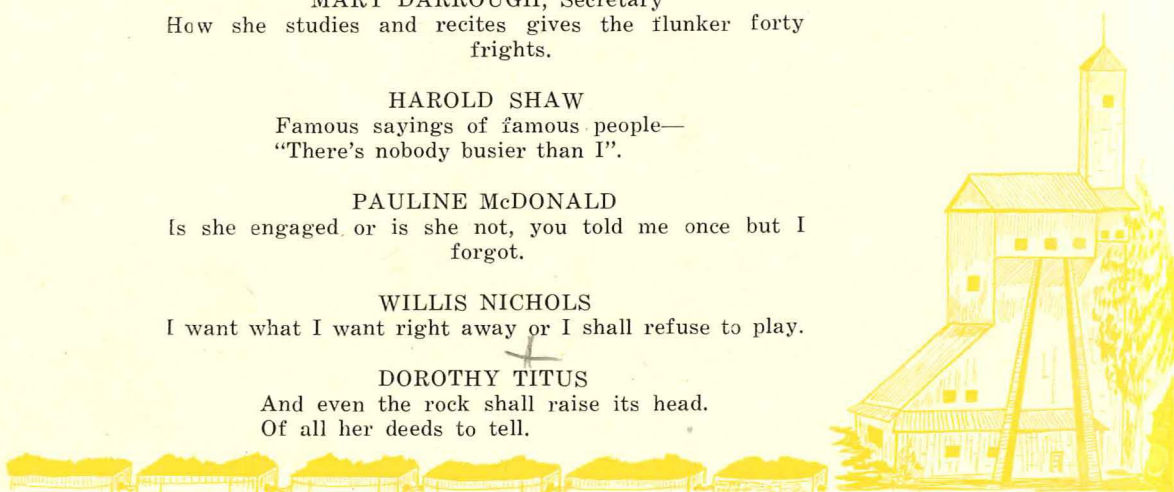 MARY DARROUGH, Secretary
How she studies and recites gives the flunker forty
frights.
HAROLD SHAW
Famous sayings of famous people—
“There's nobody busier than I”.
PAULINE McDONALD
Is she engaged or is she not, you told me once but I
forgot.
WILLIS NICHOLS
I want what I want right away or I shall refuse to play.
DOROTHY TITUS
And even the rock shall raise its head.
Of all her deeds to tell.